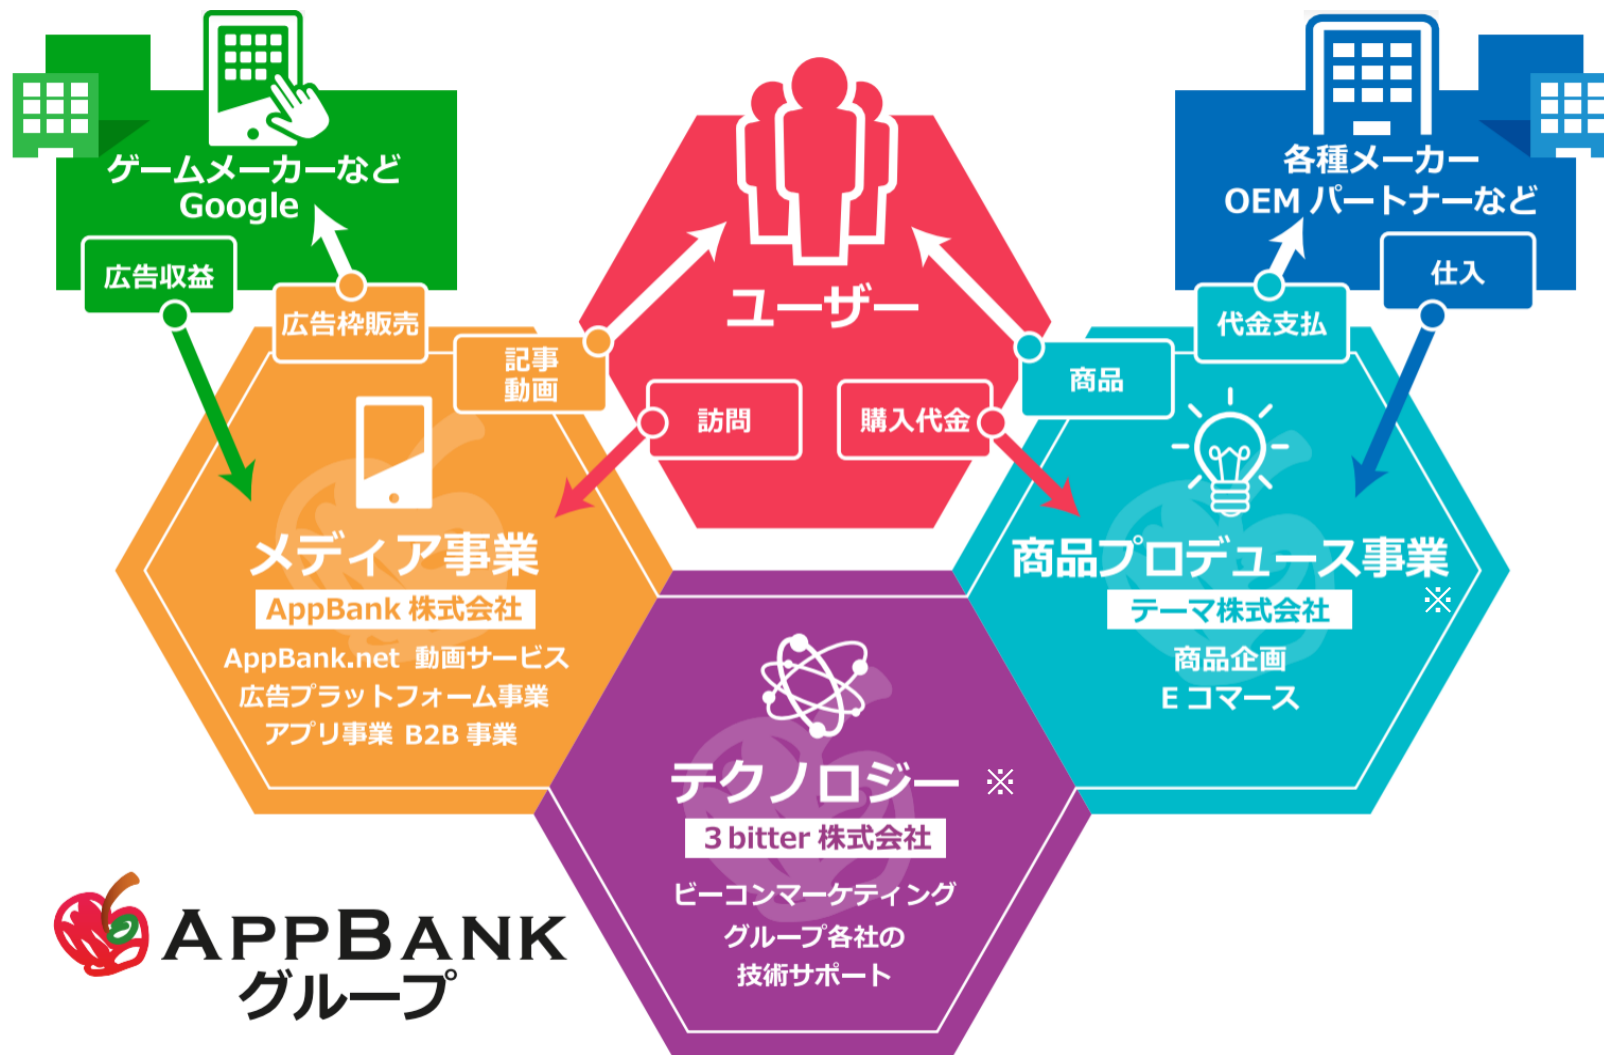 ゲームメーカーなど
Google
広告収益
広告枠販売
記事
動画
ユーザー
訪問
購入代金
商品
各種メーカー
OEM パートナーなど
代金支払
仕入
メディア事業
AppBank 株式会社
AppBank.net 動画サービス
広告プラットフォーム事業
アプリ事業 B2B 事業
商品プロデュース事業
※
テーマ株式会社
商品企画
E コマース
テクノロジー ※
3 bitter 株式会社
ビーコンマーケティング
グループ各社の
技術サポート
APPBANK
グループ